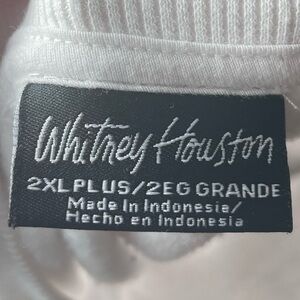 Whitney Houston
2XL PLUS/2EG GRANDE
Made In Indonesia/
Hecho en Indonesia